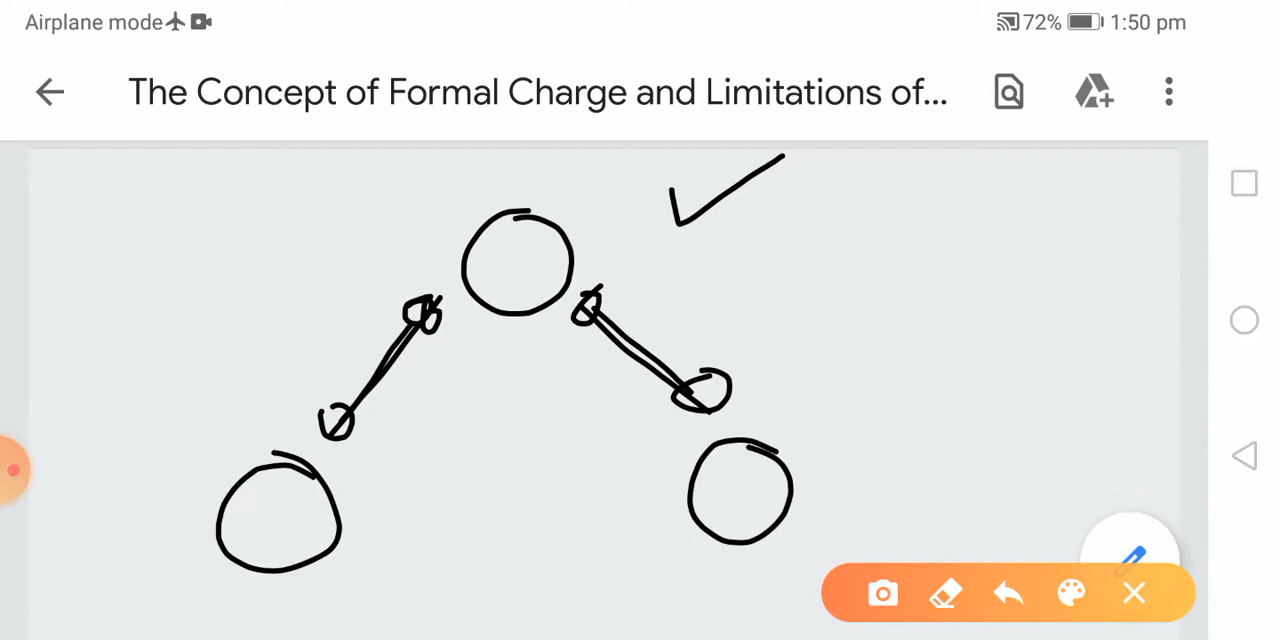 Airplane mode
72% 1:50 pm
The Concept of Formal Charge and Limitations of...